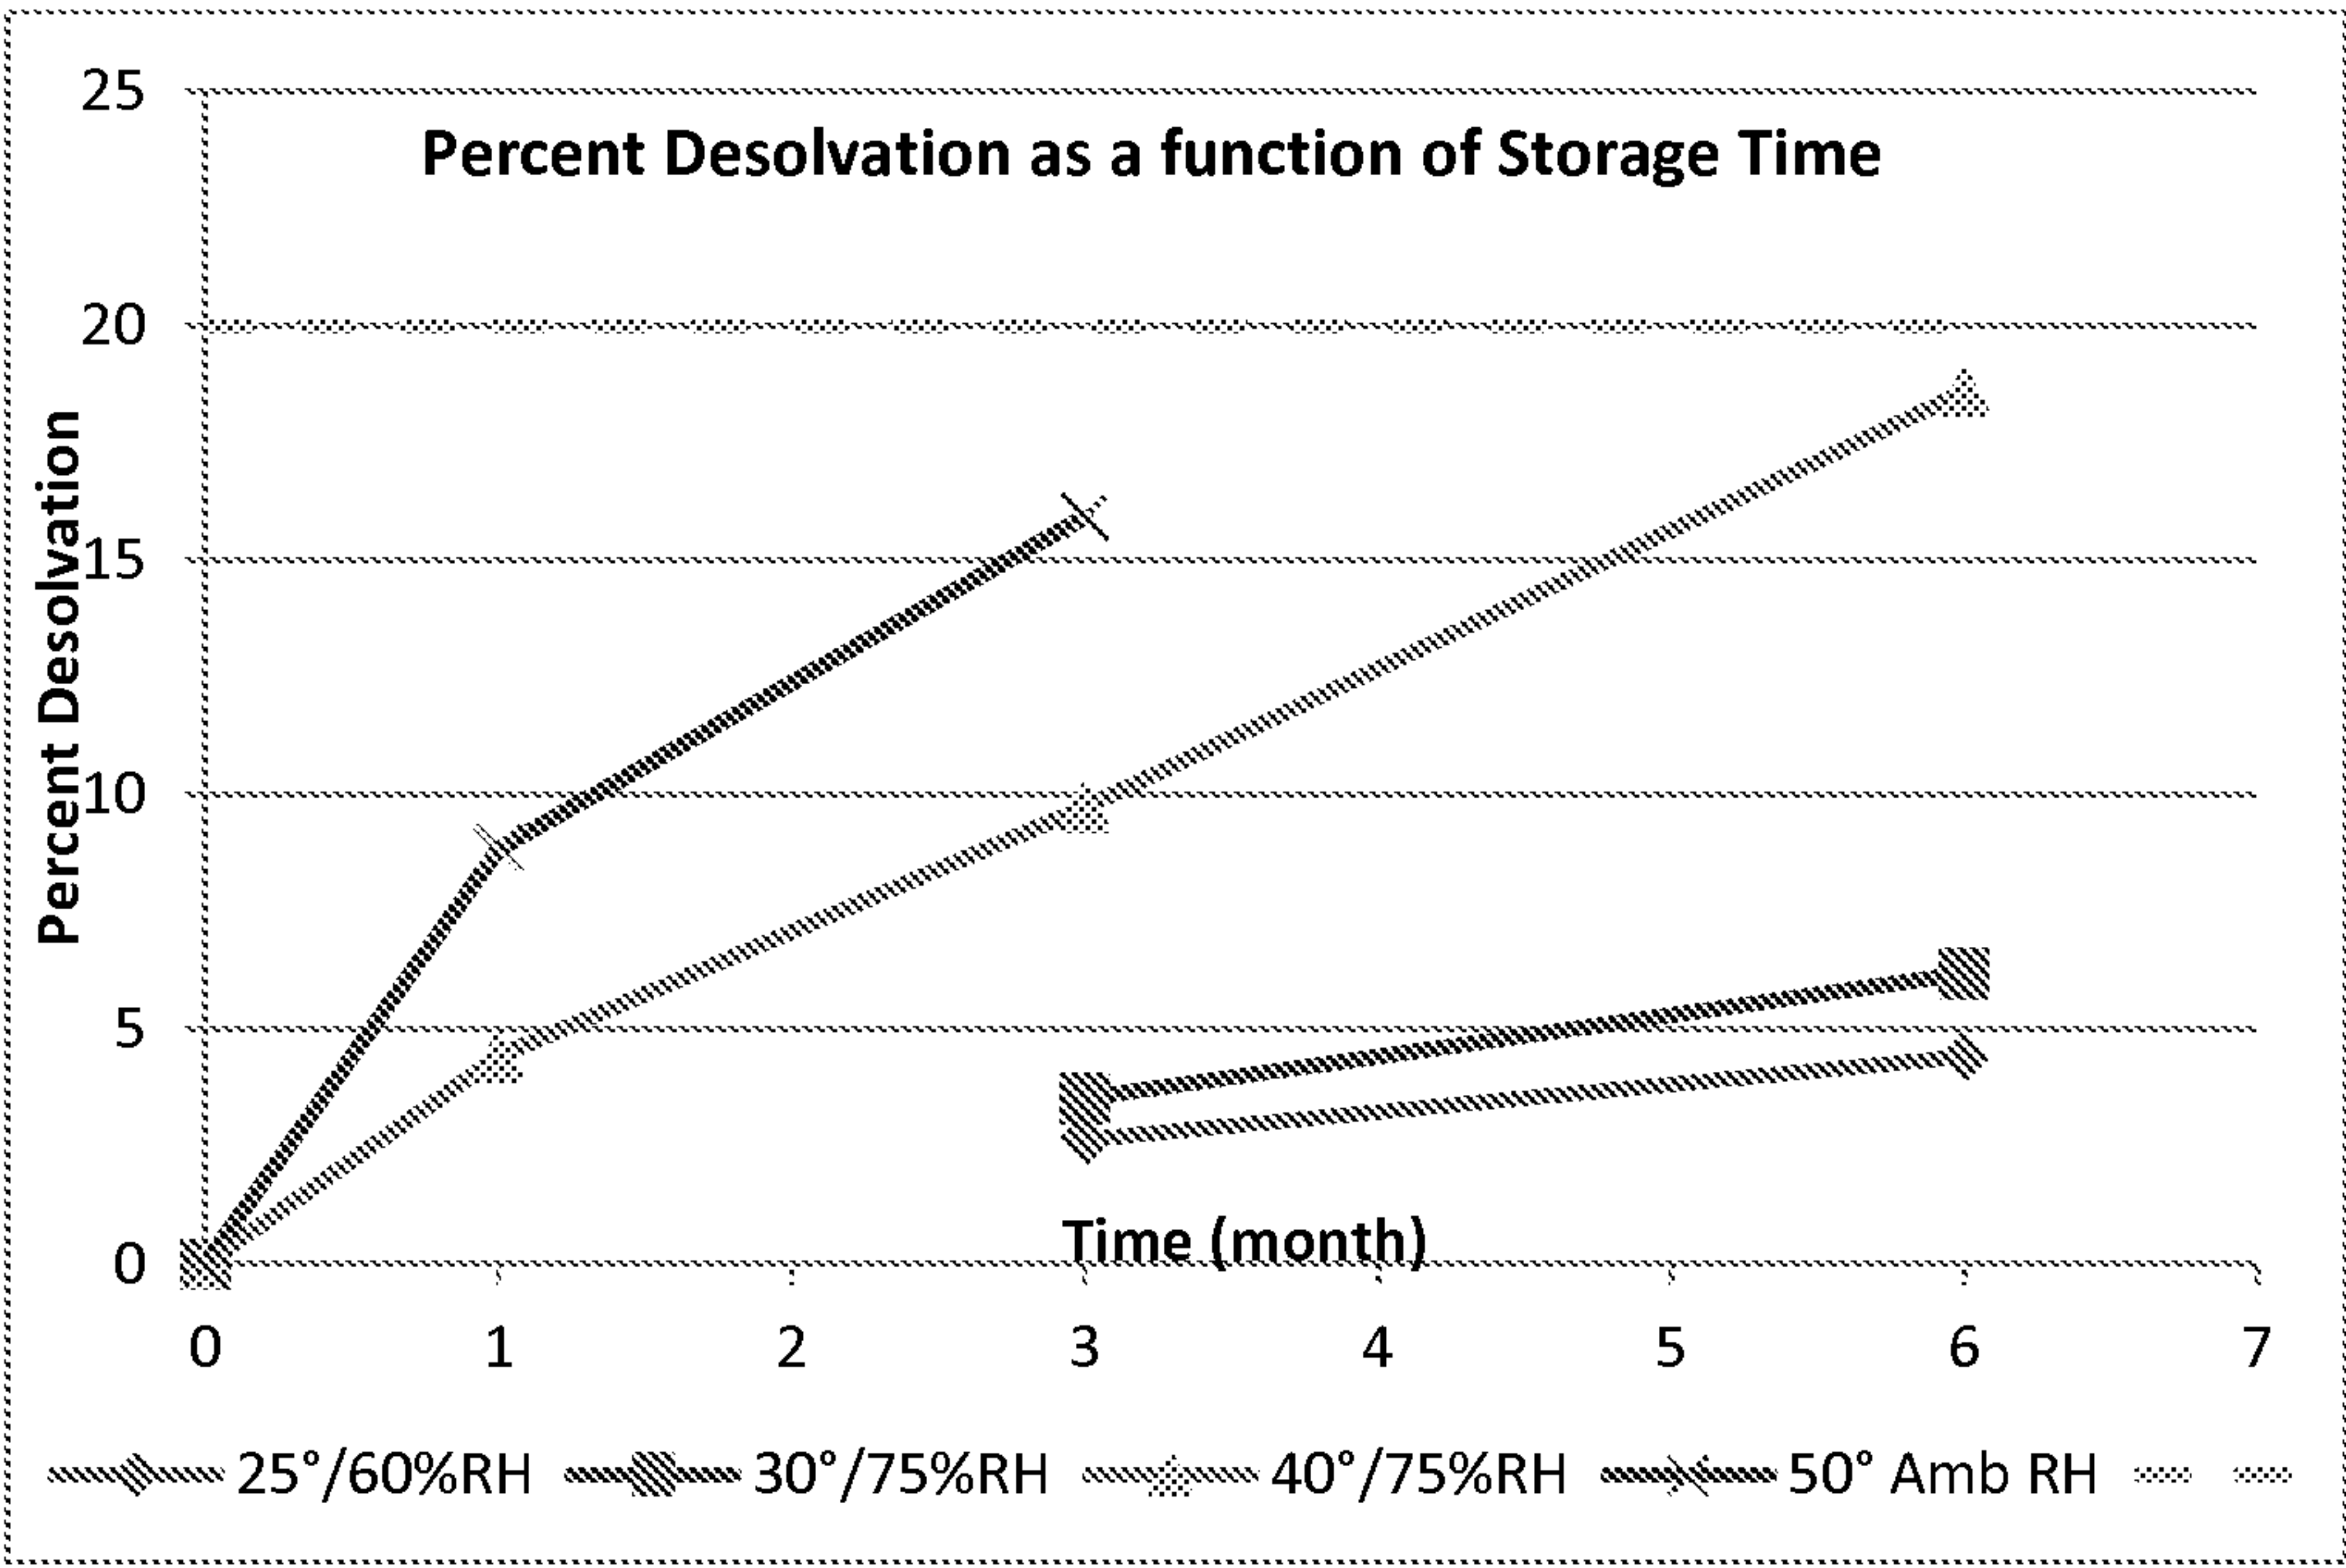 Percent Desolvation as a function of Storage Time
Percent Desolvation
25
20
15
10
5
0
Time (month)
0 1 2 3 4 5 6 7
25°/60%RH 30°/75%RH 40°/75%RH 50° Amb RH